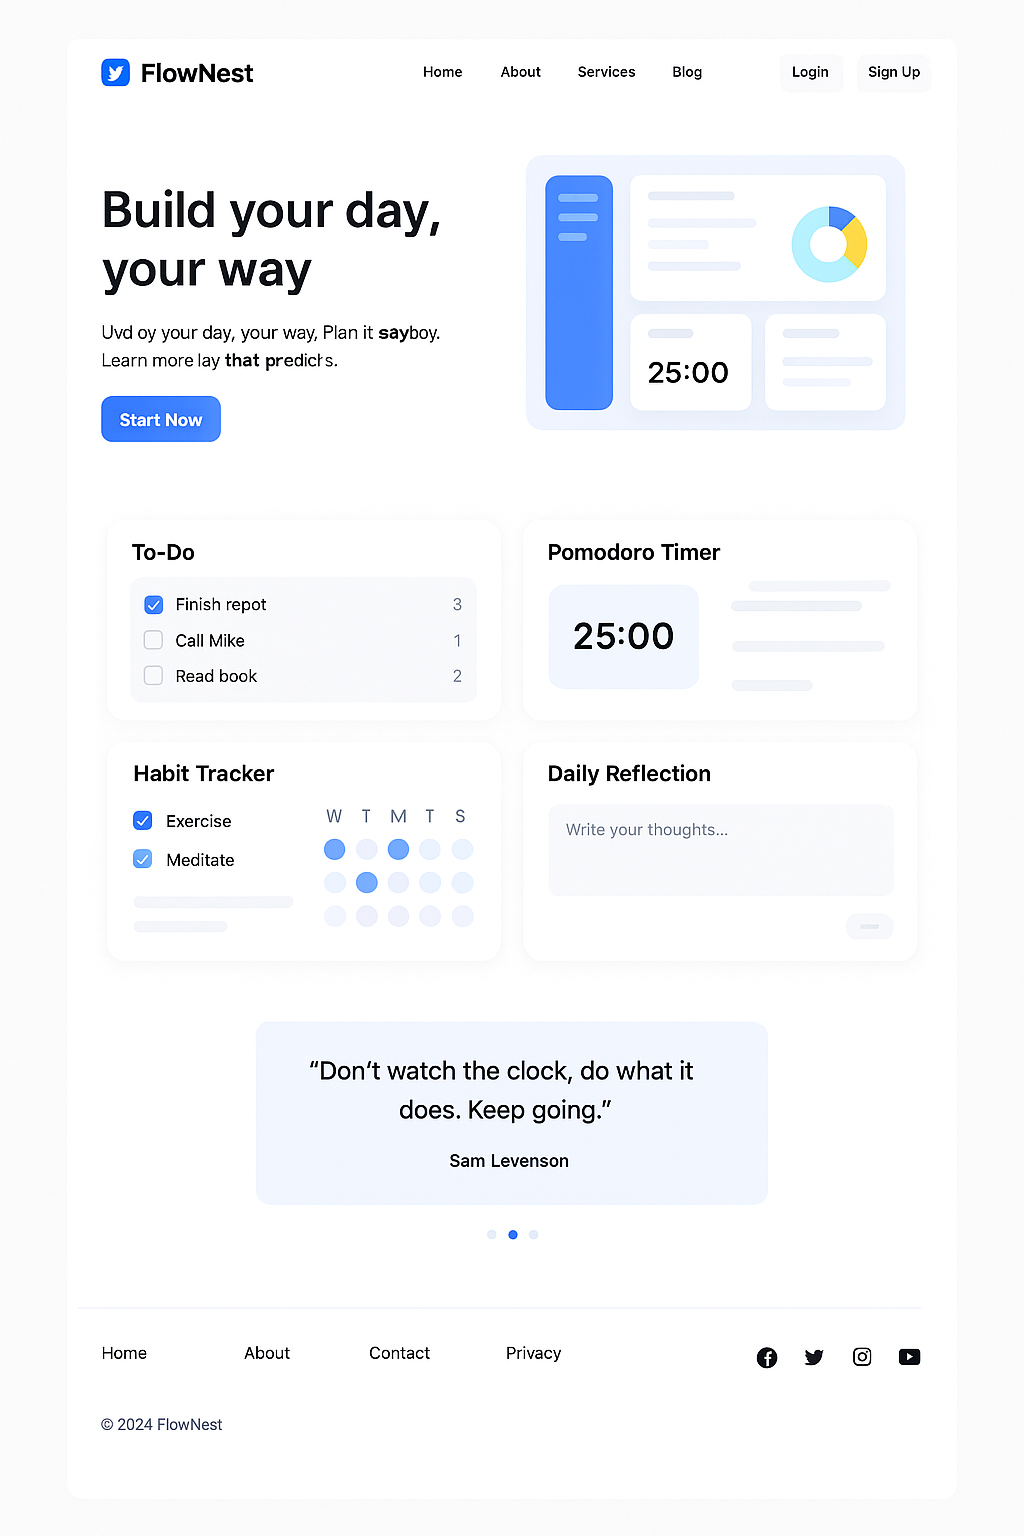 FlowNest
Home About Services Blog Login Sign Up
Build your day,
your way
Uvd oy your day, your way, Plan it sayboy.
Learn more lay that
25:00
Start Now
To-Do
Finish repot 3
Call Mike 1
Read book 2
Pomodoro Timer
25:00
Habit Tracker
W T M T S
Exercise
Meditate
Daily Reflection
Write your thoughts...
“Don‘t watch the clock, do what it
does. Keep going.”
Sam Levenson
Home About Contact Privacy
© 2024 FlowNest